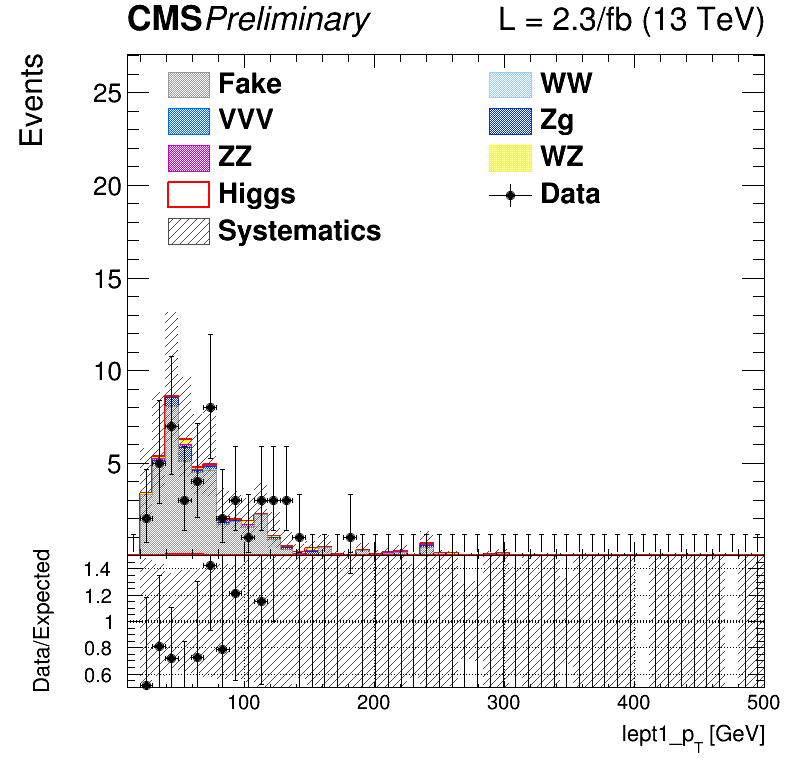 CMS Preliminary L = 2.3/fb (13 TeV)
Events
25
20
15
10
5
Fake
VVV
ZZ
Higgs
Systematics
WW
Zg
WZ
Data
Data/Expected
1.4
1.2
1
0.8
0.6
100 200 300 400 500
lept1_p_T [GeV]